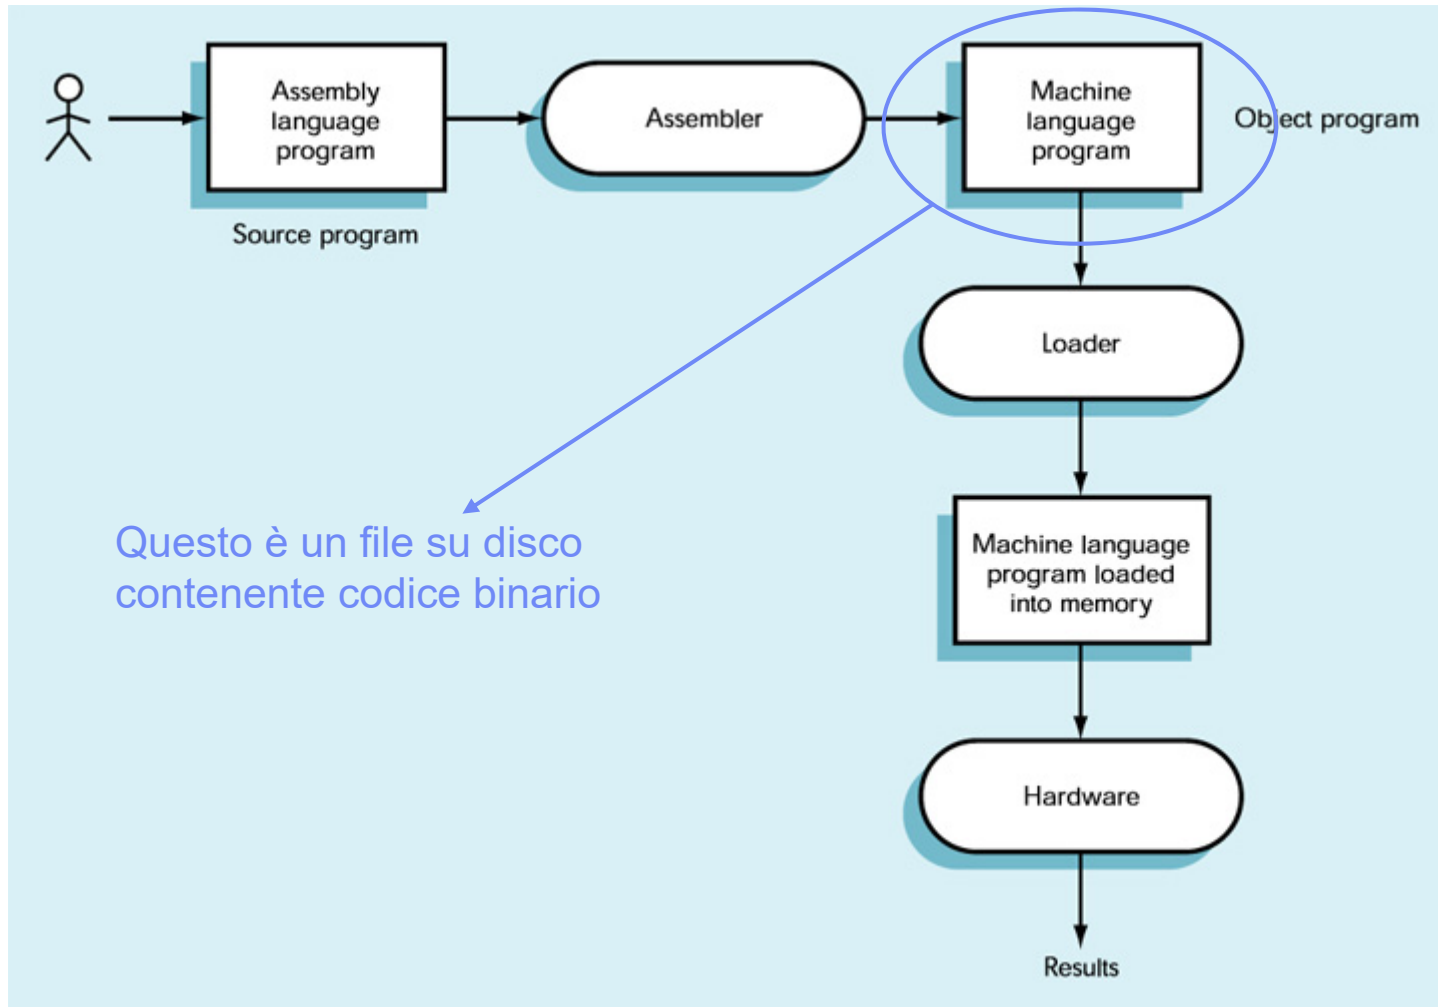 Assembly
language
program
Source program
Assembler
Machine
language
program
Object program
Loader
Questo è un file su disco
contenente codice binario
Machine language
program loaded
into memory
Hardware
Results